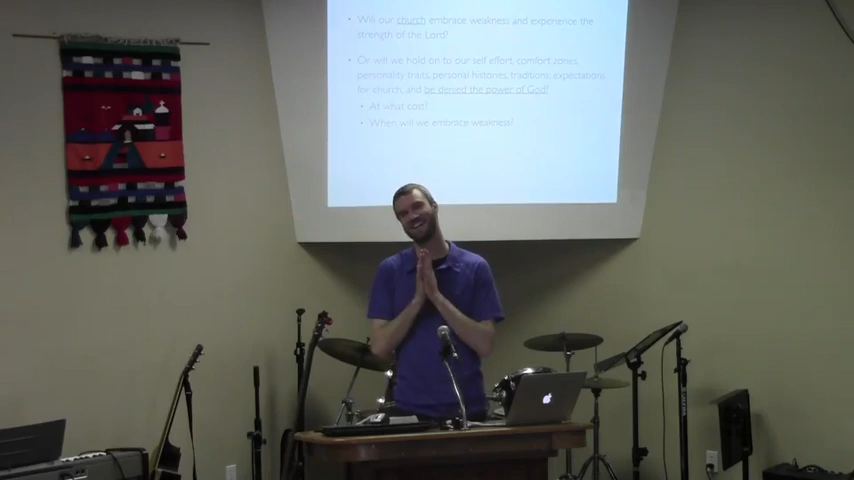 • Will our church embrace weakness and experience the
strength of the Lord?
• Or will we hold on to our self effort, comfort zones,
personality traits, personal histories, traditions, expectations
for church, and be denied the power of God?
• At what cost?
• When will we embrace weakness?